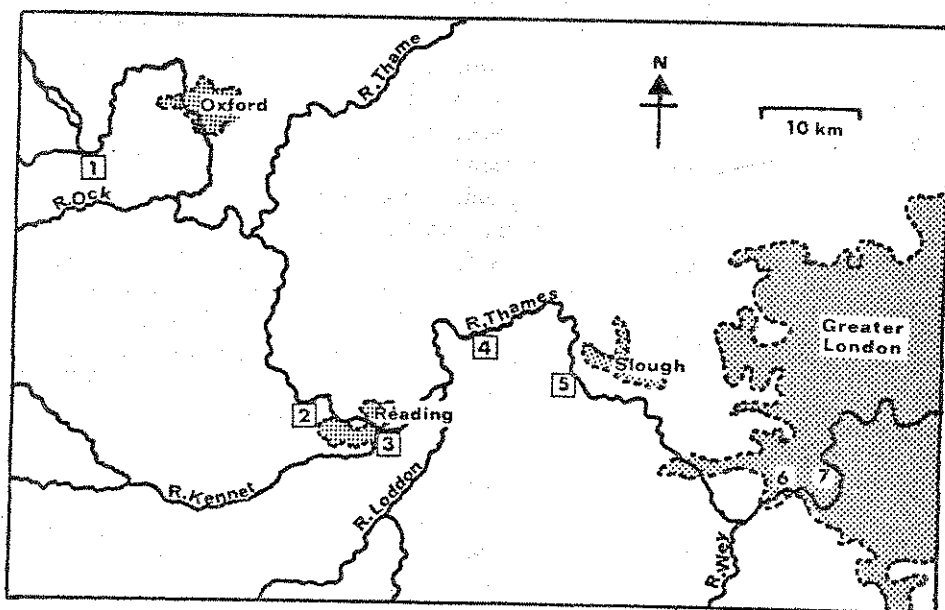 R.Thame
N
Oxford
10 km
1
R.Ock
R.Thames
Greater
London
4
Slough
5
2
Reading
3
R.Kennet
R.Loddon
6
7
R.Wey